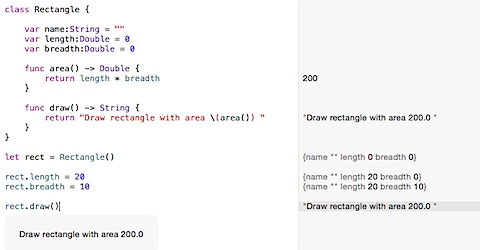 class Rectangle {
var name:String = ""
var length:Double = 0
var breadth:Double = 0
func area() -> Double {
return length * breadth
200
}
func draw() -> String {
return "Draw rectangle with area \(area()) "
"Draw rectangle with area 200.0 "
}
}
let rect = Rectangle()
{name "" length 0 breadth 0}
rect.length = 20
{name "" length 20 breadth 0}
rect.breadth = 10
{name "" length 20 breadth 10}
rect.draw()
"Draw rectangle with area 200.0 "
Draw rectangle with area 200.0